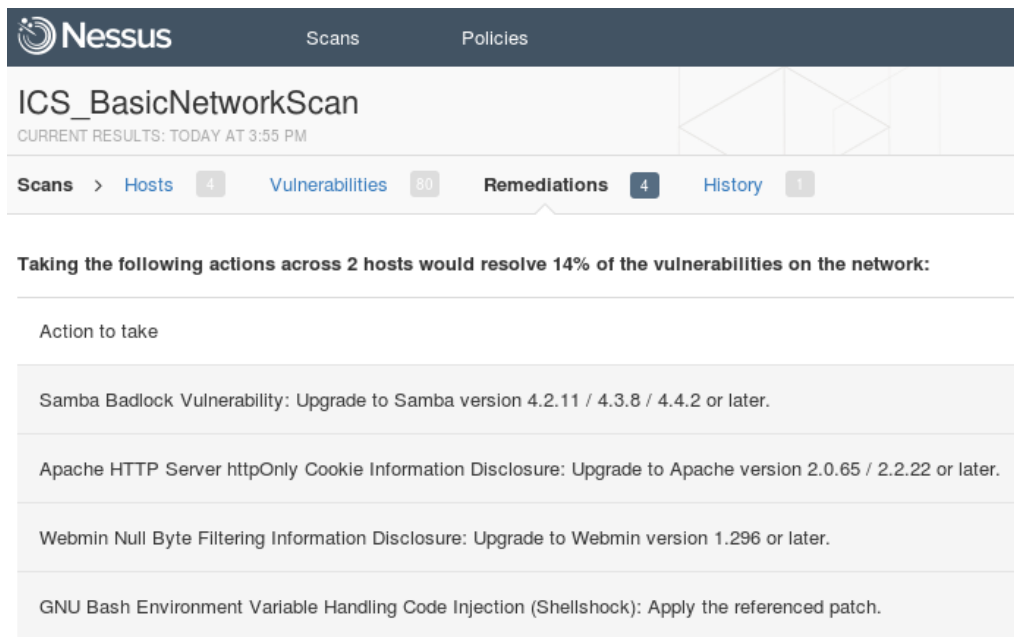 Nessus Scans Policies
ICS_BasicNetworkScan
CURRENT RESULTS: TODAY AT 3:55 PM
Scans > Hosts 4 Vulnerabilities 80 Remediations 4 History 1
Taking the following actions across 2 hosts would resolve 14% of the vulnerabilities on the network:
Action to take
Samba Badlock Vulnerability: Upgrade to Samba version 4.2.11 / 4.3.8 / 4.4.2 or later.
Apache HTTP Server httpOnly Cookie Information Disclosure: Upgrade to Apache version 2.0.65 / 2.2.22 or later.
Webmin Null Byte Filtering Information Disclosure: Upgrade to Webmin version 1.296 or later.
GNU Bash Environment Variable Handling Code Injection (Shellshock): Apply the referenced patch.